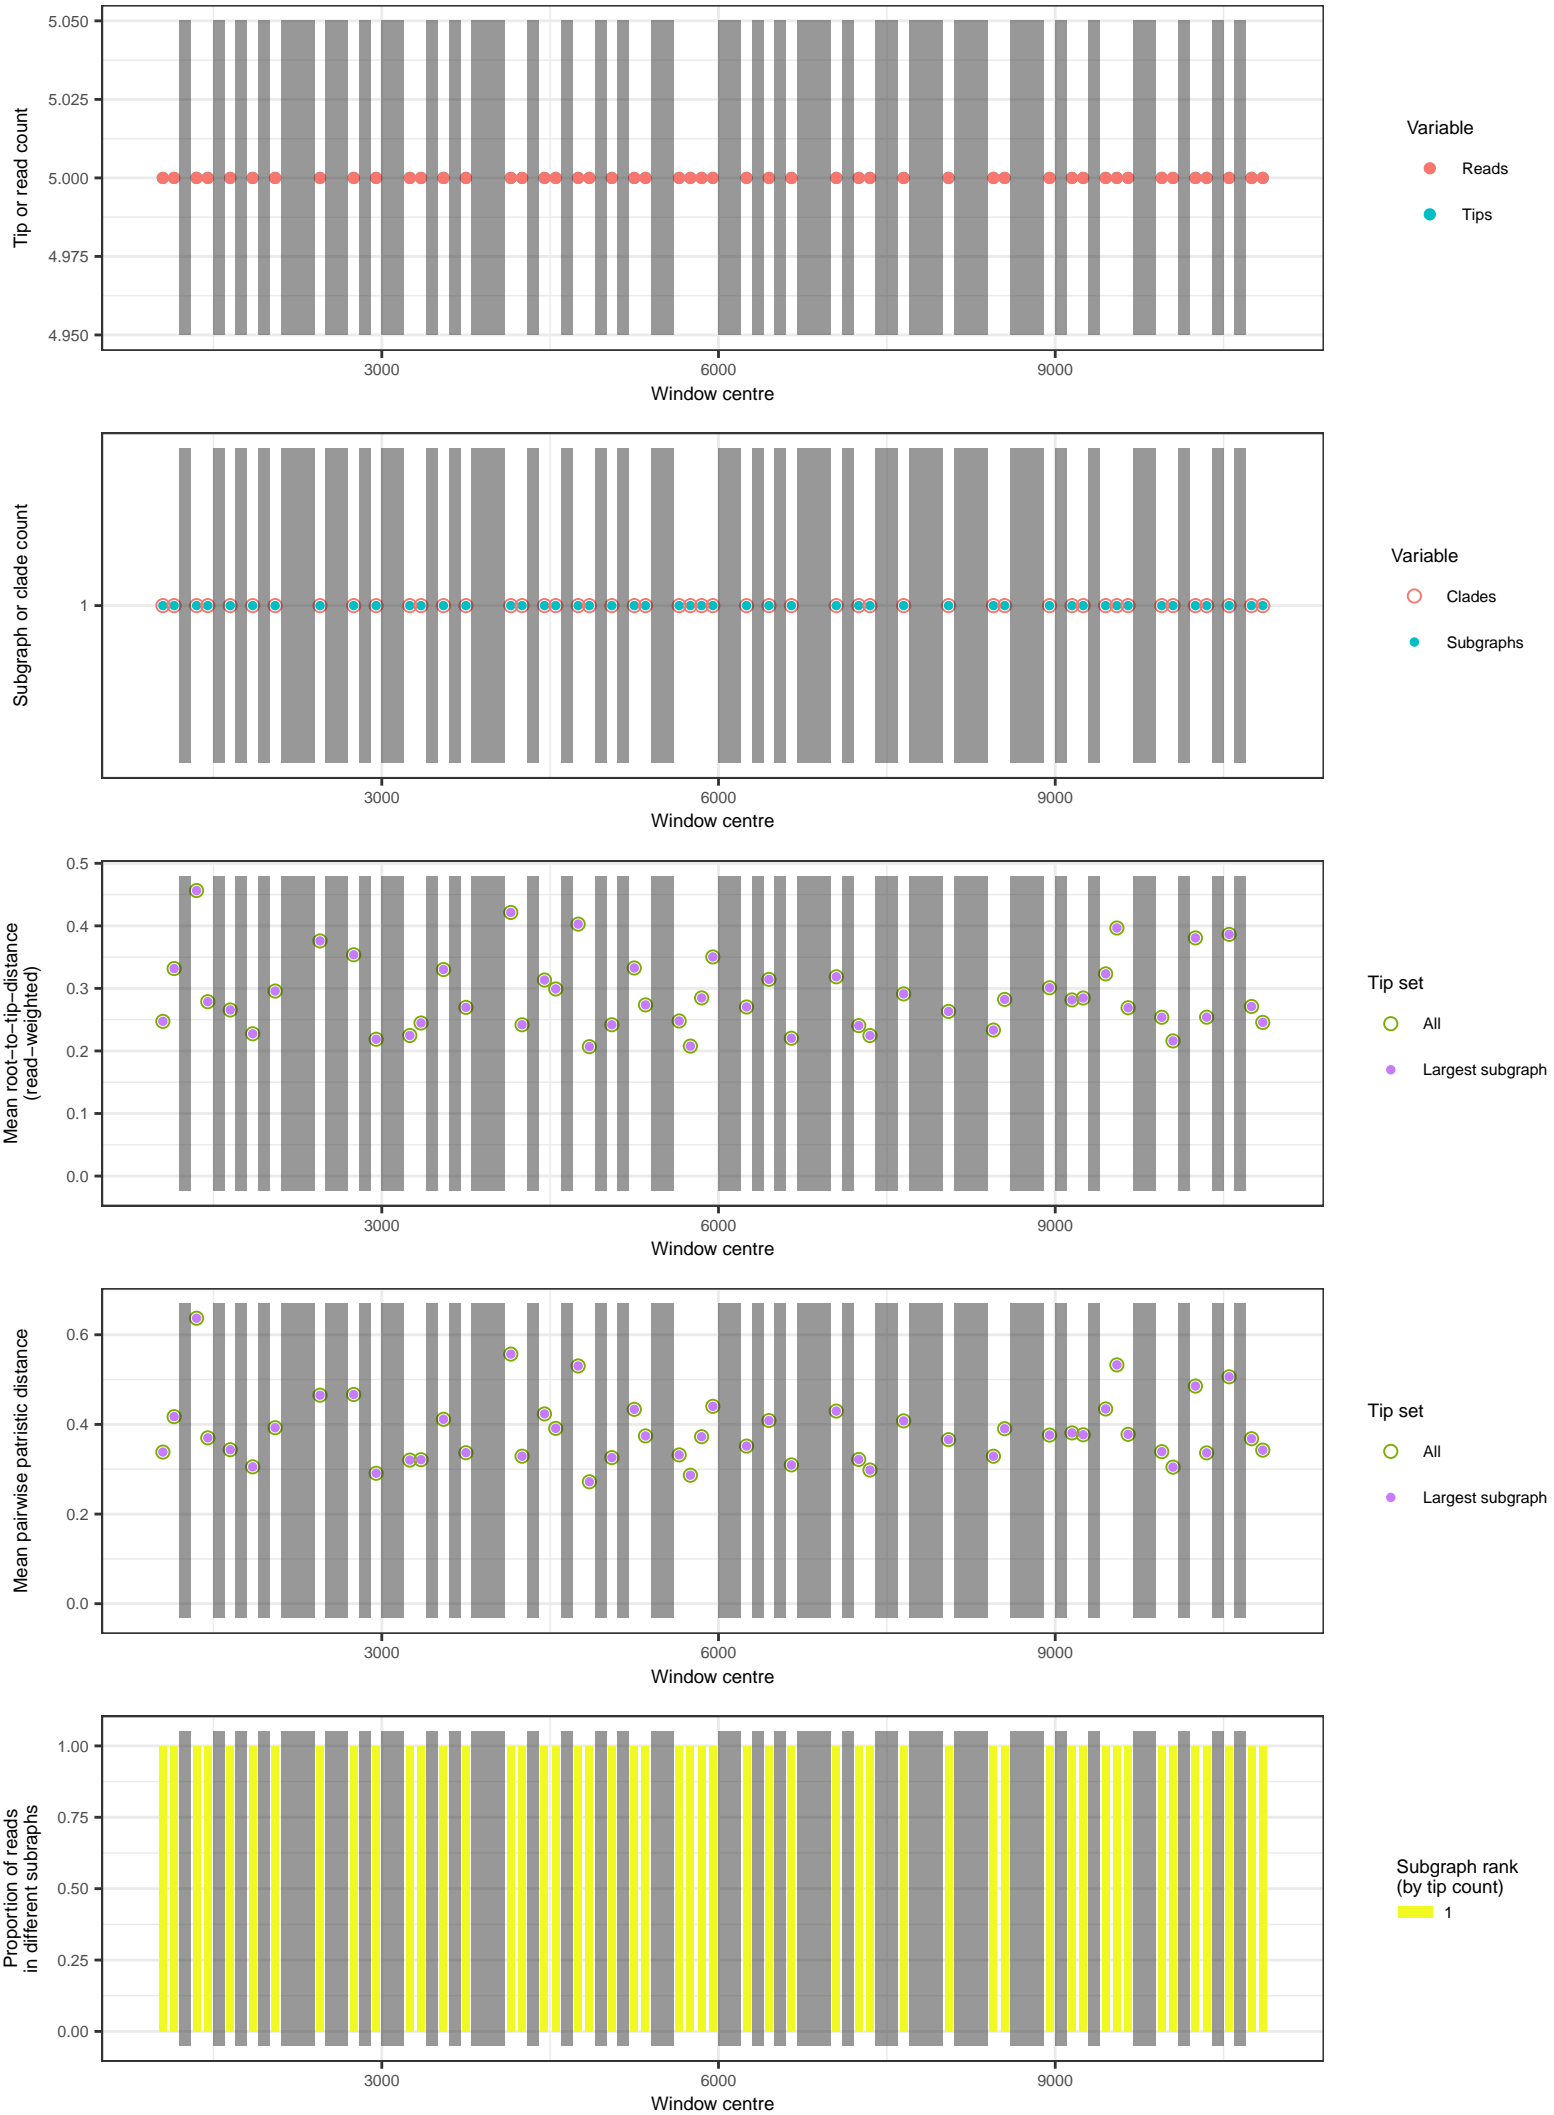 5.050
5.025
5.000
4.975
4.950
Tip or read count
3000
6000
9000
Window centre
Variable
Reads
Tips
1
Subgraph or clade count
3000
6000
9000
Window centre
Variable
Clades
Subgraphs
0.5
0.4
0.3
0.2
0.1
0.0
Mean root−to−tip−distance
(read−weighted)
3000
6000
9000
Window centre
Tip set
All
Largest subgraph
0.6
0.4
0.2
0.0
Mean pairwise patristic distance
3000
6000
9000
Window centre
Tip set
All
Largest subgraph
1.00
0.75
0.50
0.25
0.00
Proportion of reads
in different subraphs
3000
6000
9000
Window centre
Subgraph rank
(by tip count)
1